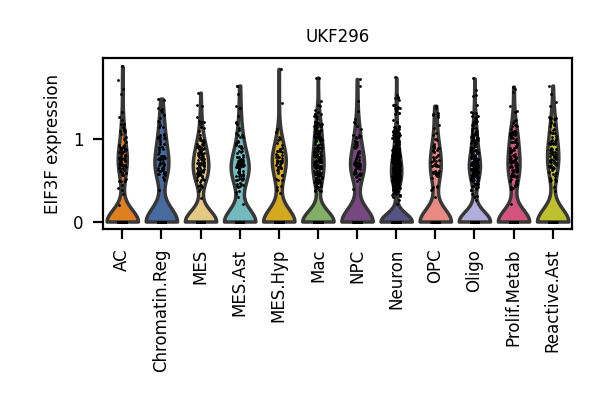 UKF296
EIF3F expression
1
0
AC
Chromatin.Reg
MES
MES.Ast
MES.Hyp
Mac
NPC
Neuron
OPC
Oligo
Prolif.Metab
Reactive.Ast